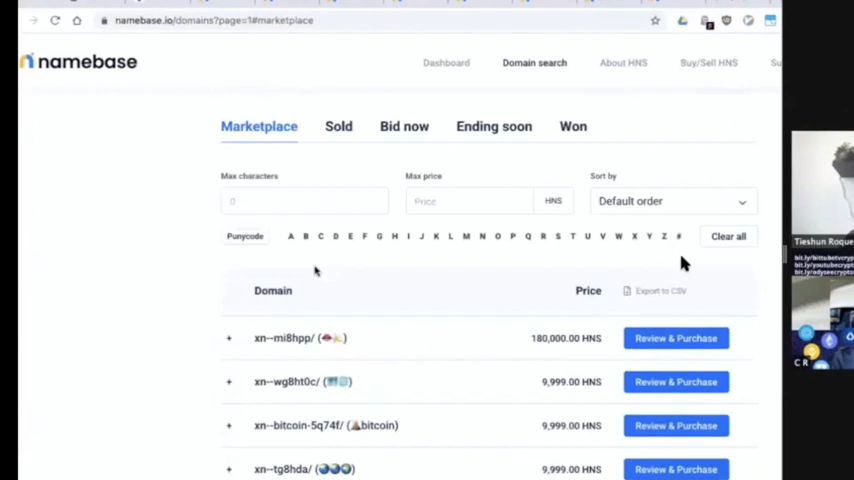 namebase.io/domains?page=1#marketplace
namebase
Dashboard Domain search About HNS Buy/Sell HNS Su
Marketplace Sold Bid now Ending soon Won
Max characters Max price Sort by
0 Price HNS Default order
Punycode A B C D E F G H I J K L M N O P Q R S T U V W X Y Z # Clear all
Domain Price Export to CSV
+ xn--mi8hpp/ 180,000.00 HNS Review & Purchase
+ xn--wg8ht0c/ 9,999.00 HNS Review & Purchase
+ xn--bitcoin-5q74f/ (bitcoin) 9,999.00 HNS Review & Purchase
+ xn--tg8hda/ (🌏🌏🌏) 9,999.00 HNS Review & Purchase
Tieshun Roque
C R